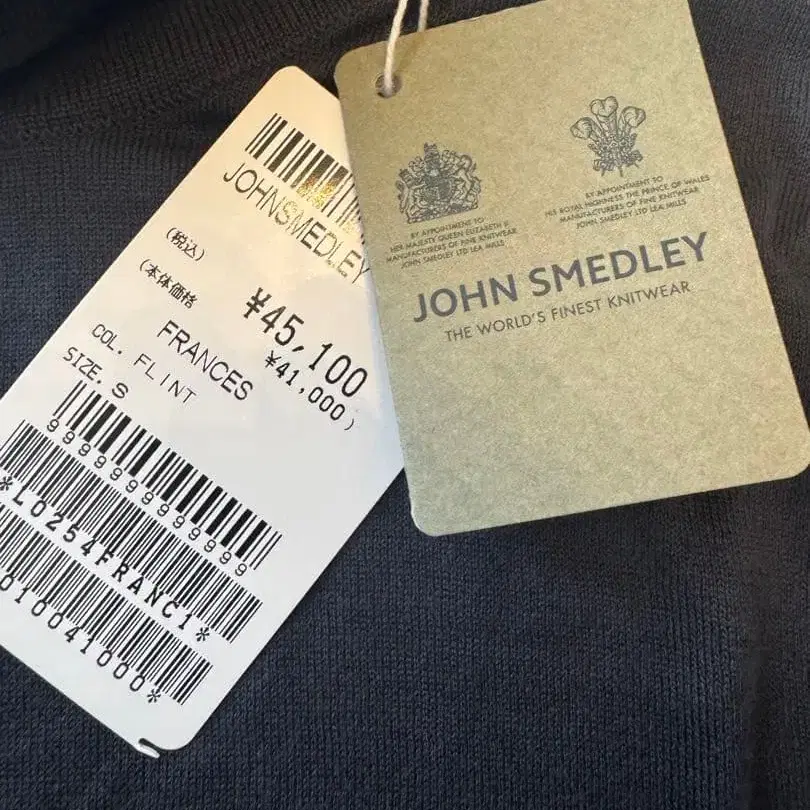 JOHNSMEDLEY
(税込) ¥45,100
(本体価格 ¥41,000)
FRANCES
COL. FLINT
SIZE. S
9999999999999
*L0254FRANC1*
010041000*
BY APPOINTMENT TO
HER MAJESTY QUEEN ELIZABETH II
MANUFACTURERS OF FINE KNITWEAR
JOHN SMEDLEY LTD LEA MILLS
BY APPOINTMENT TO
HIS ROYAL HIGHNESS THE PRINCE OF WALES
MANUFACTURERS OF FINE KNITWEAR
JOHN SMEDLEY LTD LEA MILLS
JOHN SMEDLEY
THE WORLD'S FINEST KNITWEAR